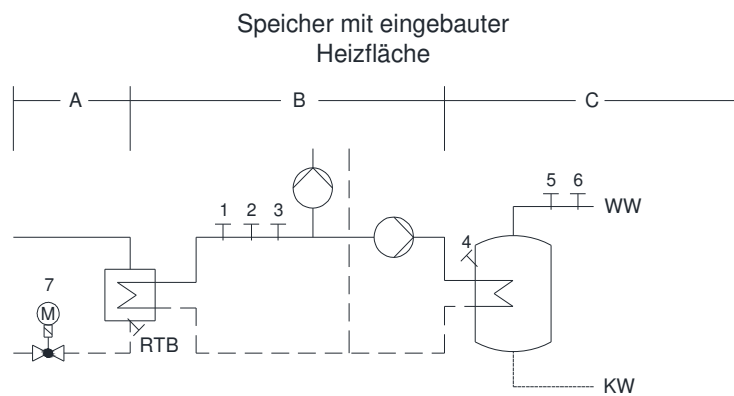 Speicher mit eingebauter
Heizfläche
A
B
C
5 6
1 2 3
WW
4
7
M
RTB
KW